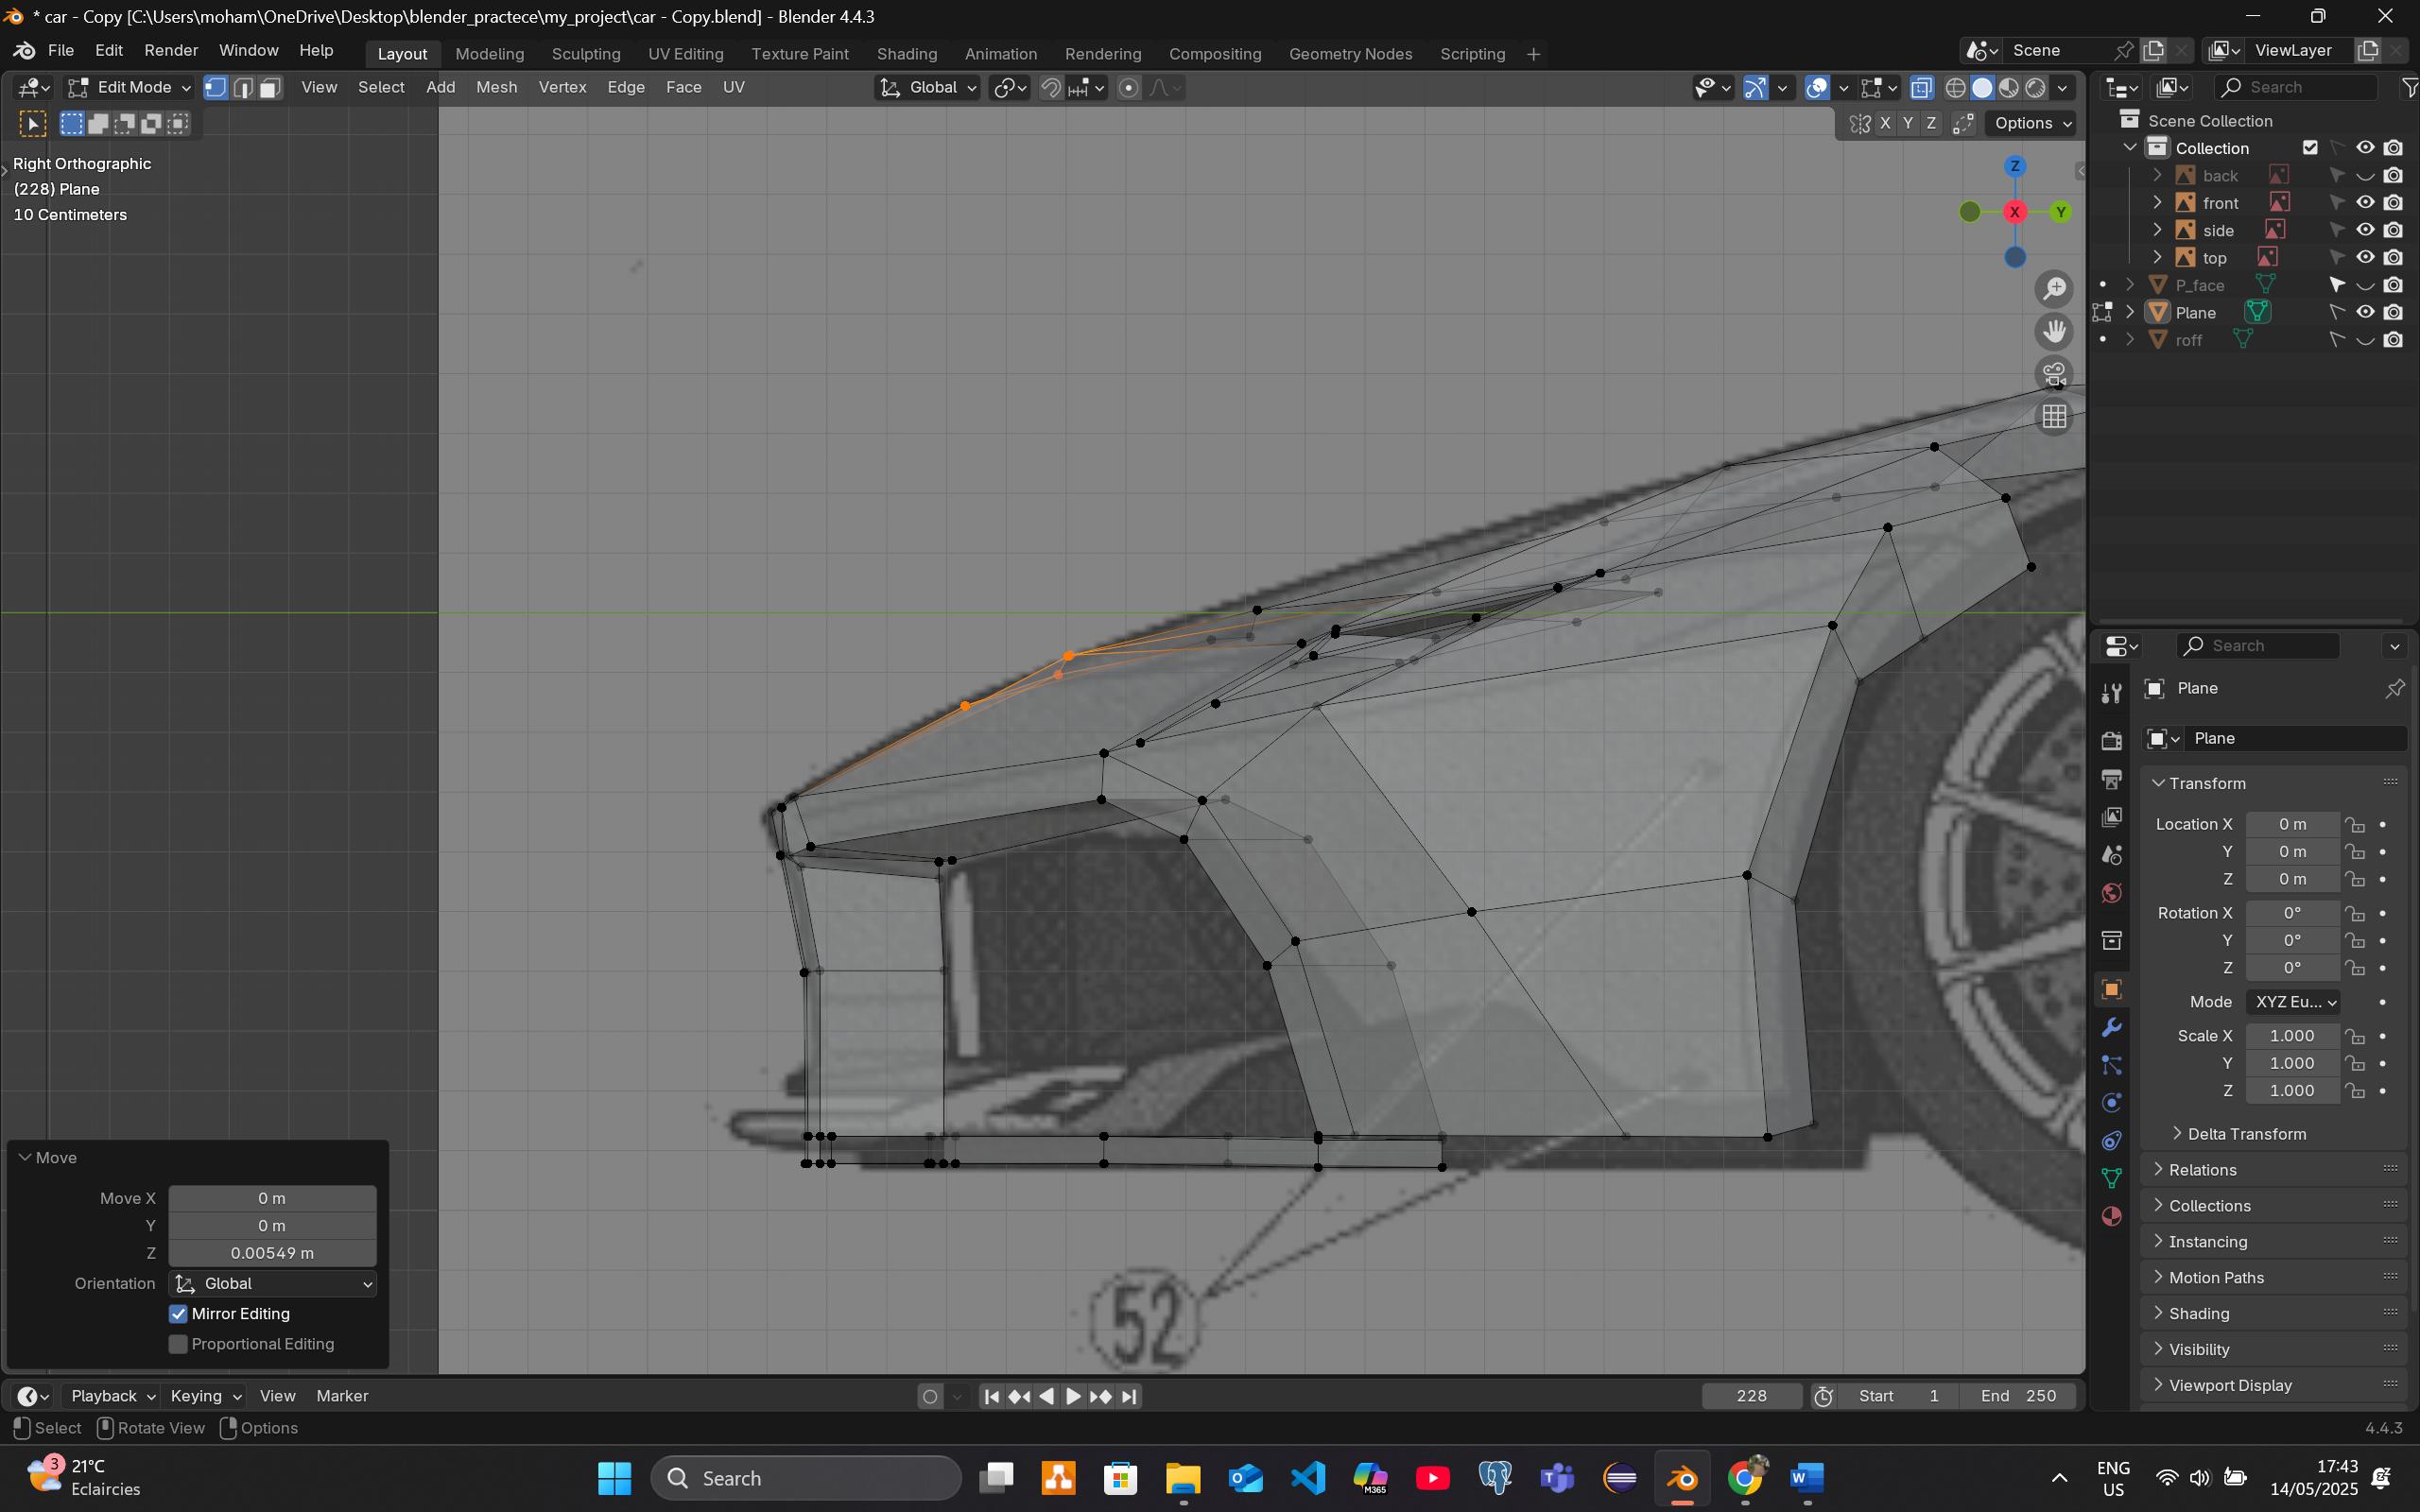 * car - Copy [C:\Users\moham\OneDrive\Desktop\blender_practece\my_project\car - Copy.blend] - Blender 4.4.3
File Edit Render Window Help Layout Modeling Sculpting UV Editing Texture Paint Shading Animation Rendering Compositing Geometry Nodes Scripting + Scene ViewLayer
Edit Mode View Select Add Mesh Vertex Edge Face UV Global Search
X Y Z Options
Right Orthographic
(228) Plane
10 Centimeters
Z
X
Y
Scene Collection
Collection
back
front
side
top
P_face
Plane
roff
Search
Plane
Plane
Transform
Location X 0 m
Y 0 m
Z 0 m
Rotation X 0°
Y 0°
Z 0°
Mode XYZ Eu...
Scale X 1.000
Y 1.000
Z 1.000
Delta Transform
Relations
Collections
Instancing
Motion Paths
Shading
Visibility
Viewport Display
Move
Move X 0 m
Y 0 m
Z 0.00549 m
Orientation Global
Mirror Editing
Proportional Editing
52
Playback Keying View Marker 228 Start 1 End 250
Select Rotate View Options 4.4.3
3
21°C
Eclaircies
Search
M365
ENG
US
17:43
14/05/2025